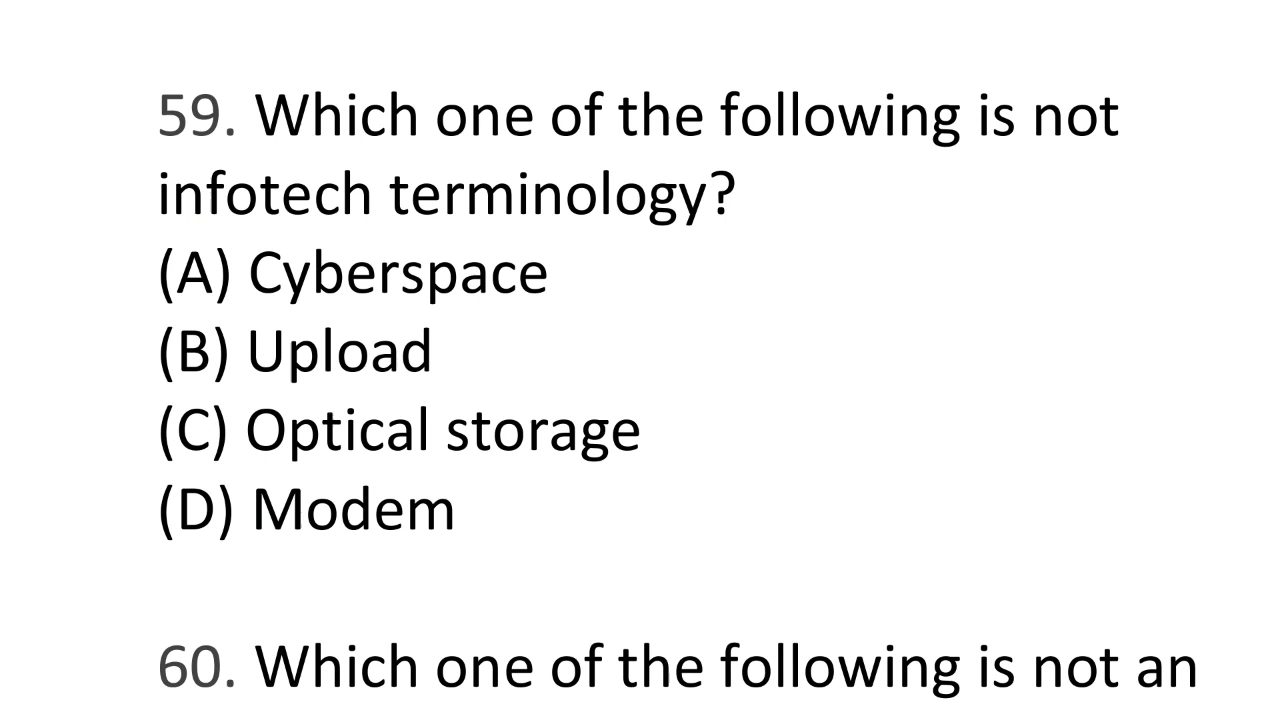 59. Which one of the following is not
infotech terminology?
(A) Cyberspace
(B) Upload
(C) Optical storage
(D) Modem
60. Which one of the following is not an